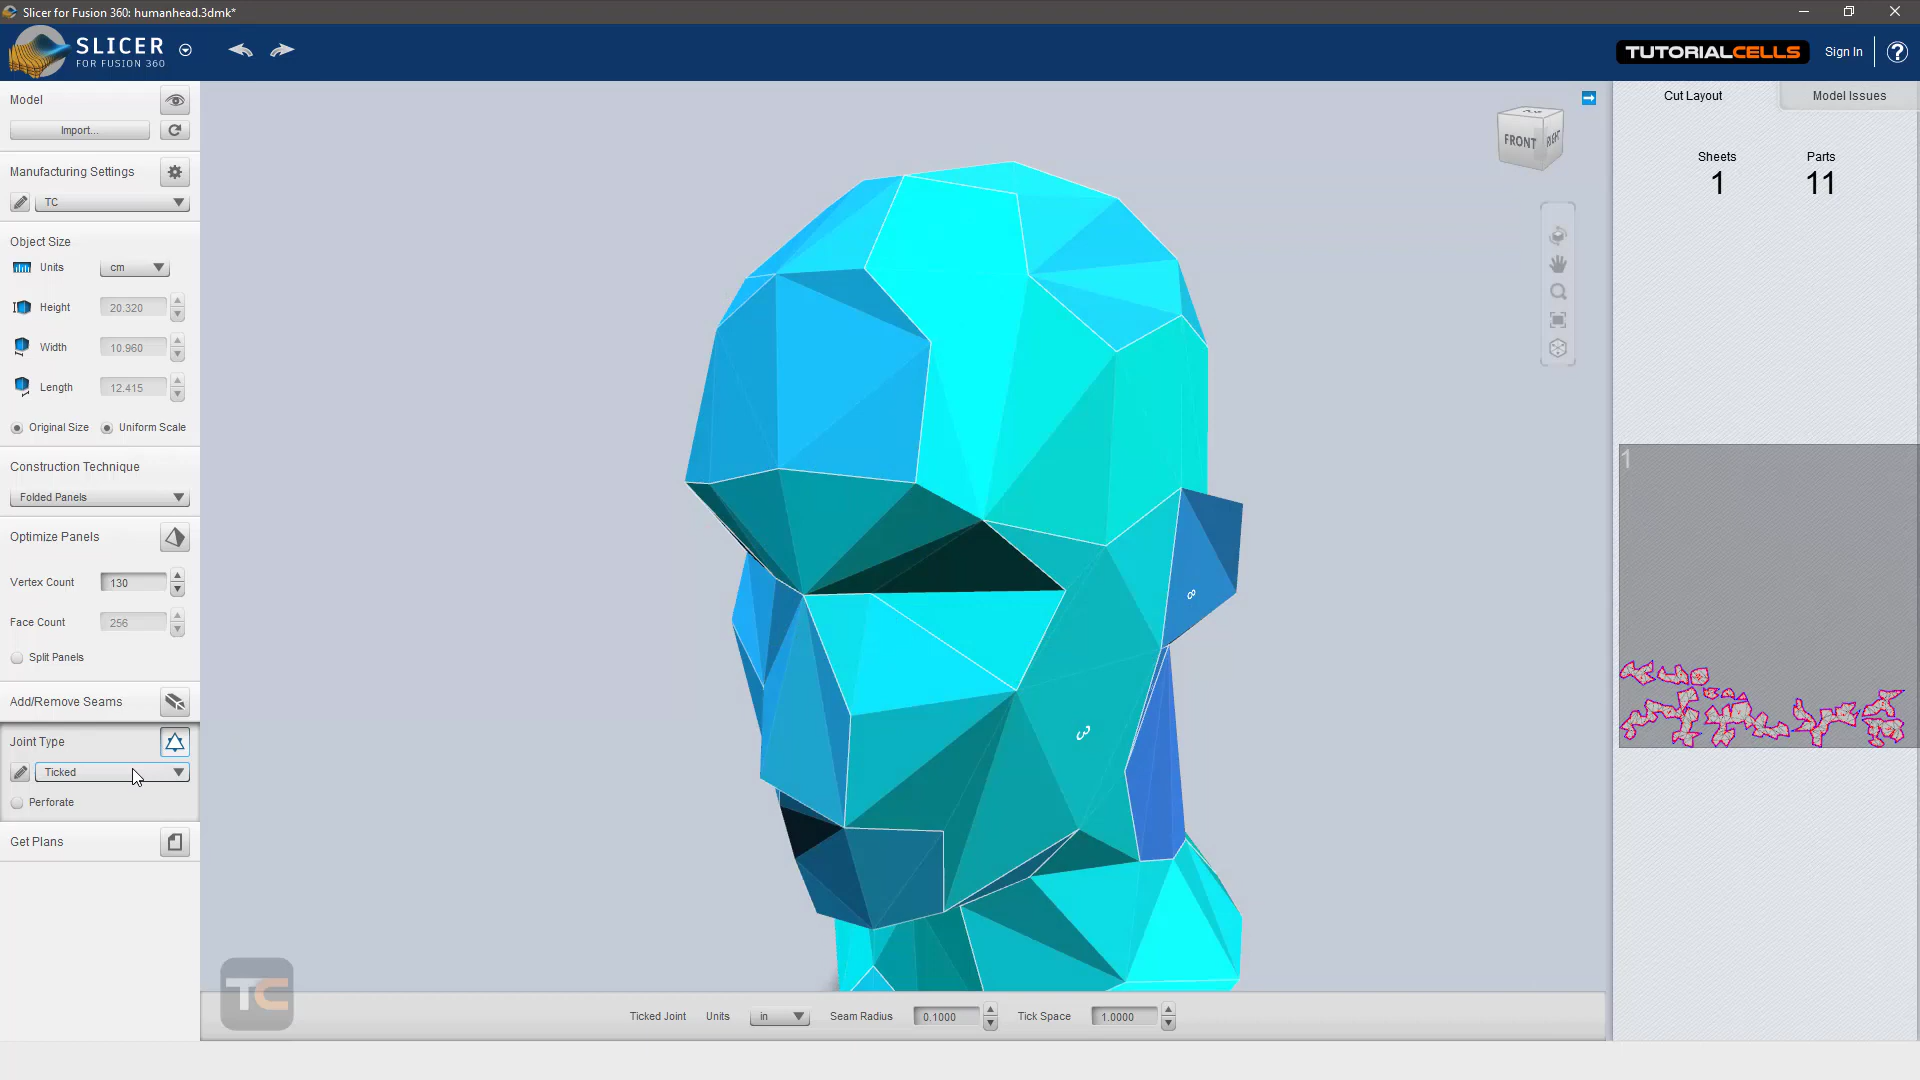 Slicer for Fusion 360: humanhead.3dmk*
SLICER
FOR FUSION 360
TUTORIALCELLS
Sign In
?
Model
Import...
Manufacturing Settings
TC
Object Size
Units
cm
Height
20.320
Width
10.960
Length
12.415
Original Size
Uniform Scale
Construction Technique
Folded Panels
Optimize Panels
Vertex Count
130
Face Count
256
Split Panels
Add/Remove Seams
Joint Type
Ticked
Perforate
Get Plans
FRONT
RIGHT
8
3
TC
Ticked Joint
Units
in
Seam Radius
0.1000
Tick Space
1.0000
Cut Layout
Model Issues
Sheets
Parts
1
11
1